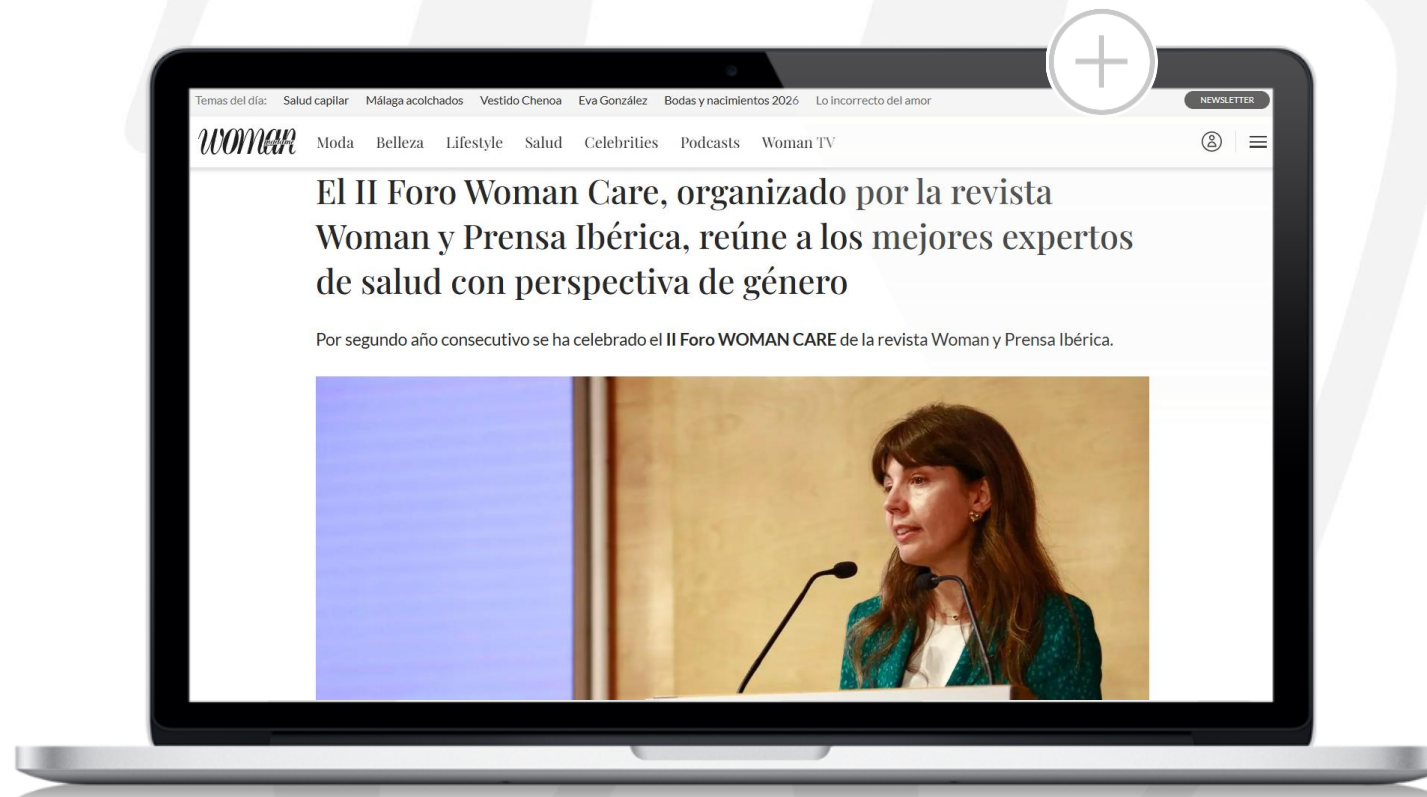 Temas del día: Salud capilar Málaga acolchados Vestido Chenoa Eva González Bodas y nacimientos 2026 Lo incorrecto del amor NEWSLETTER
WOMAN Moda Belleza Lifestyle Salud Celebrities Podcasts Woman TV
El II Foro Woman Care, organizado por la revista
Woman y Prensa Ibérica, reúne a los mejores expertos
de salud con perspectiva de género
Por segundo año consecutivo se ha celebrado el II Foro WOMAN CARE de la revista Woman y Prensa Ibérica.